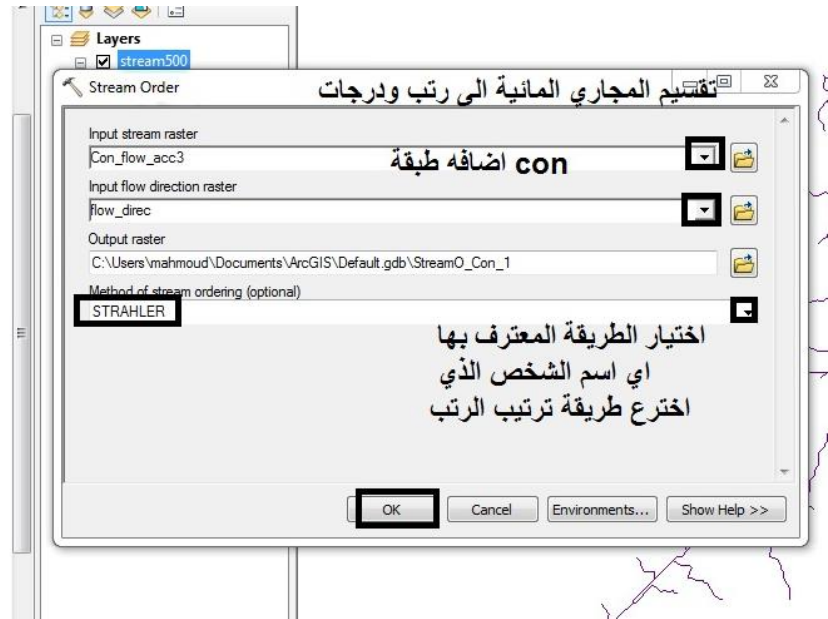 Layers
stream500
Stream Order
تقسيم المجاري المائية الى رتب ودرجات
Input stream raster
Con_flow_acc3
اضافه طبقة con
Input flow direction raster
flow_direc
Output raster
C:\Users\mahmoud\Documents\ArcGIS\Default.gdb\StreamO_Con_1
Method of stream ordering (optional)
STRAHLER
اختيار الطريقة المعترف بها
اي اسم الشخص الذي
اخترع طريقة ترتيب الرتب
OK
Cancel
Environments...
Show Help >>